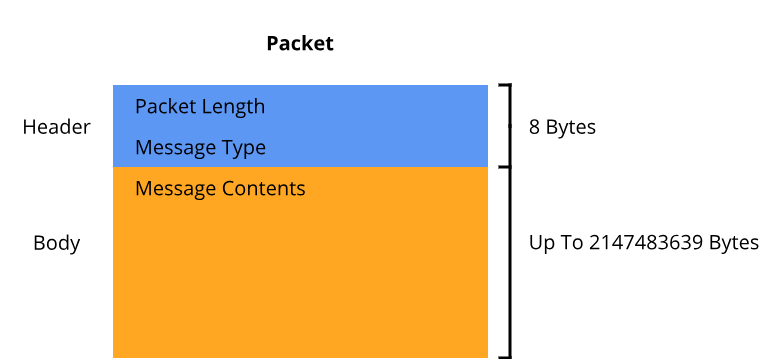 Packet
Packet Length
Header
8 Bytes
Message Type
Message Contents
Body
Up To 2147483639 Bytes